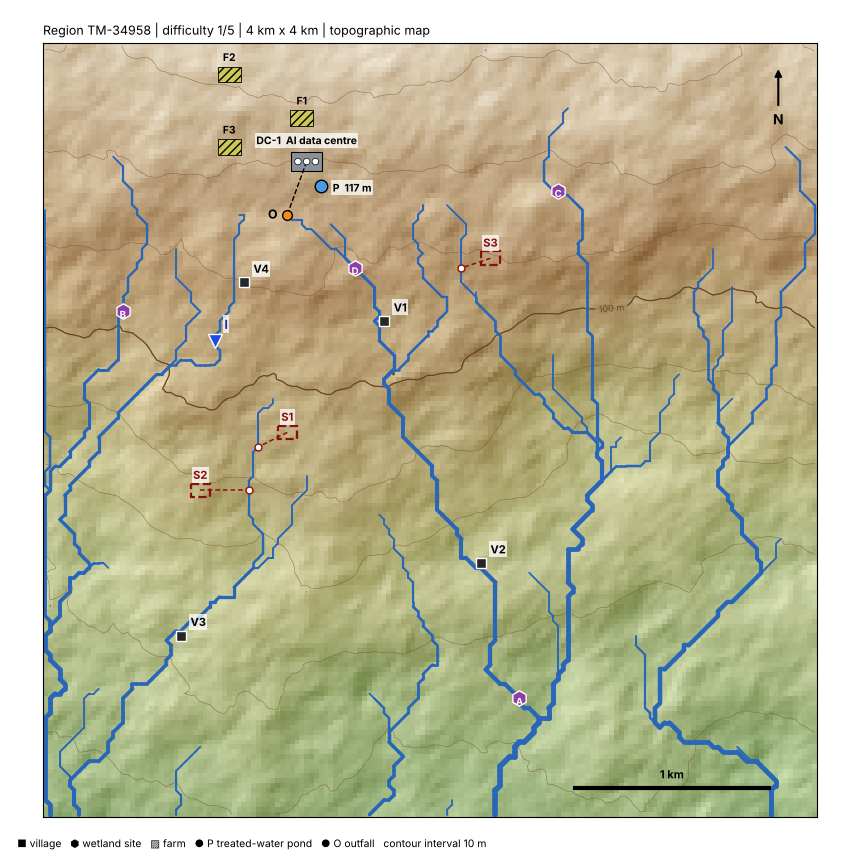 Region TM-34958 | difficulty 1/5 | 4 km x 4 km | topographic map
F2
F1
N
F3
DC-1 AI data centre
P 117 m
C
O
S3
V4
D
B
V1
100 m
I
S1
S2
V2
V3
A
1 km
village
wetland site
farm
P treated-water pond
O outfall
contour interval 10 m